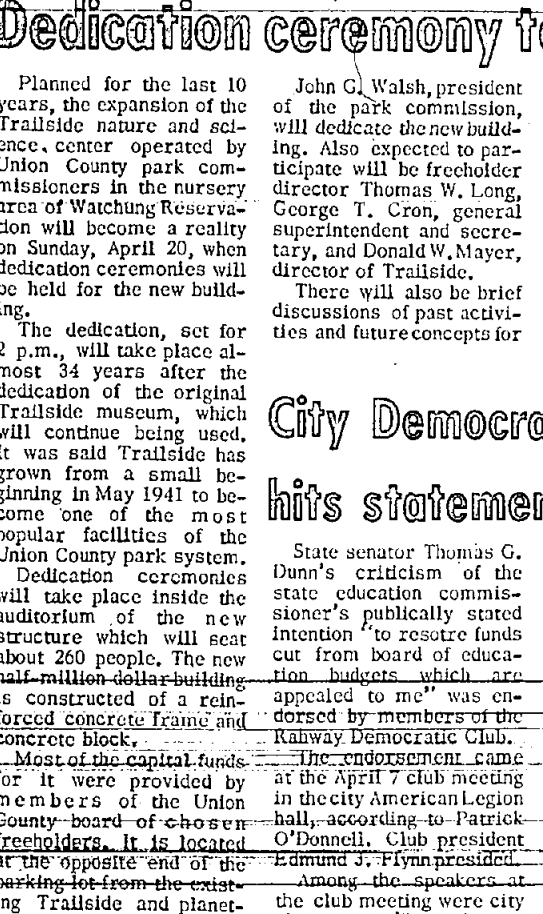 Dedication ceremony to
Planned for the last 10
years, the expansion of the
Trailside nature and sci-
ence center operated by
Union County park com-
missioners in the nursery
area of Watchung Reserva-
tion will become a reality
on Sunday, April 20, when
dedication ceremonies will
be held for the new build-
ing.
The dedication, set for
2 p.m., will take place al-
most 34 years after the
dedication of the original
Trailside museum, which
will continue being used.
It was said Trailside has
grown from a small be-
ginning in May 1941 to be-
come one of the most
popular facilities of the
Union County park system.
Dedication ceremonies
will take place inside the
auditorium of the new
structure which will seat
about 260 people. The new
half-million dollar building
is constructed of a rein-
forced concrete frame and
concrete block.
Most of the capital funds
for it were provided by
members of the Union
County board of chosen
freeholders. It is located
at the opposite end of the
parking lot from the exist-
ing Trailside and planet-
John G. Walsh, president
of the park commission,
will dedicate the new build-
ing. Also expected to par-
ticipate will be freeholder
director Thomas W. Long,
George T. Cron, general
superintendent and secre-
tary, and Donald W. Mayer,
director of Trailside.
There will also be brief
discussions of past activi-
ties and future concepts for
City Democra
hits statemen
State senator Thomas G.
Dunn's criticism of the
state education commis-
sioner's publically stated
intention "to resotre funds
cut from board of educa-
tion budgets which are
appealed to me" was en-
dorsed by members of the
Rahway Democratic Club.
The endorsement came
at the April 7 club meeting
in the city American Legion
hall, according to Patrick
O'Donnell. Club president
Edmund J. Flynn presided.
Among the speakers at
the club meeting were city